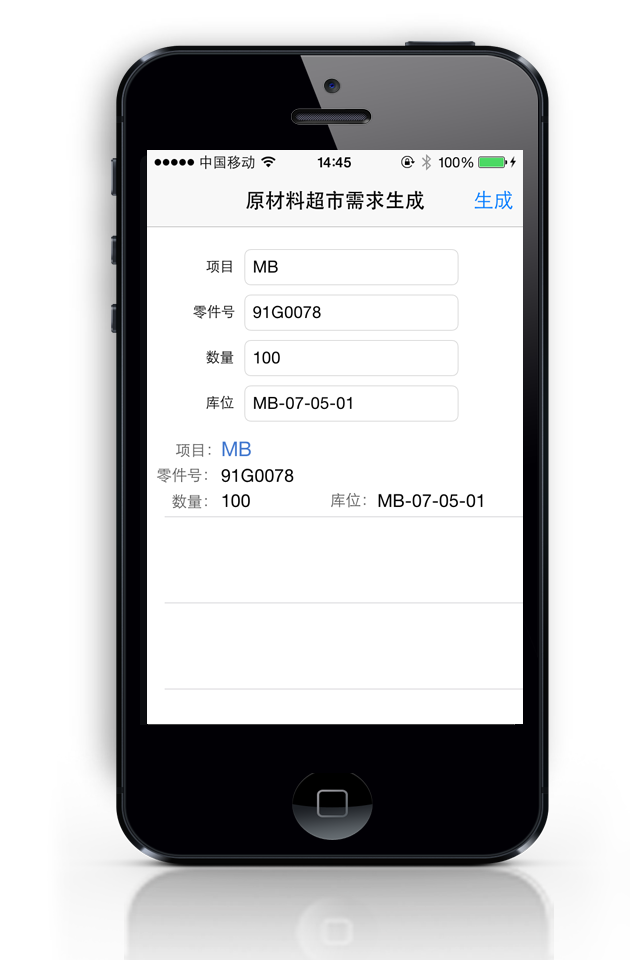 中国移动 14:45 100%
原材料超市需求生成 生成
项目 MB
零件号 91G0078
数量 100
库位 MB-07-05-01
项目: MB
零件号: 91G0078
数量: 100 库位: MB-07-05-01